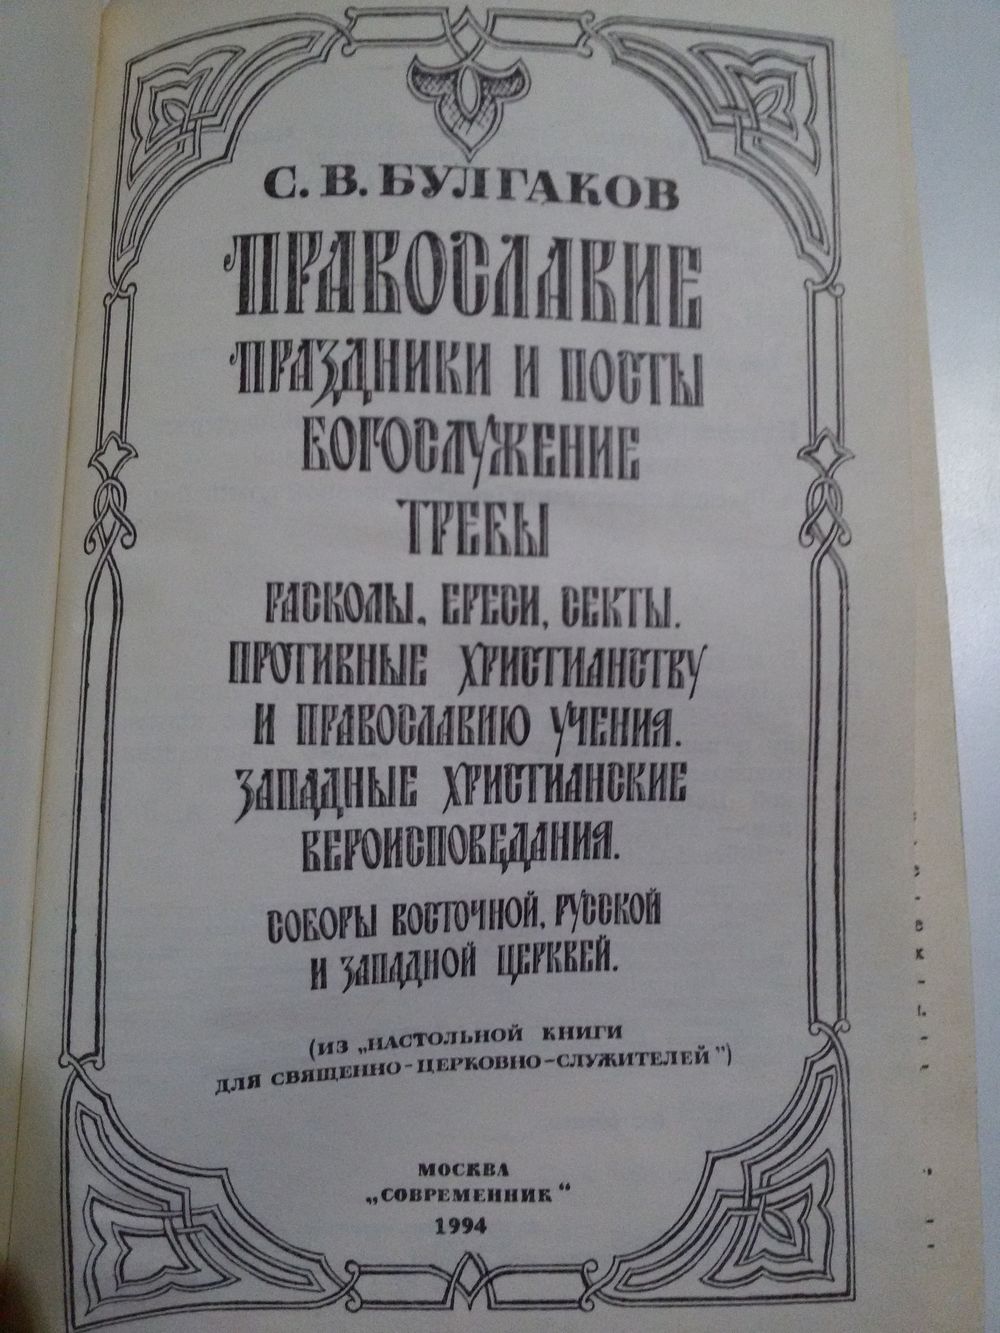 С. В. БУЛГАКОВ
ПРАВОСЛАВИЕ
ПРАЗДНИКИ И ПОСТЫ
БОГОСЛУЖЕНИЕ
ТРЕБЫ
РАСКОЛЫ, ЕРЕСИ, СЕКТЫ.
ПРОТИВНЫЕ ХРИСТИАНСТВУ
И ПРАВОСЛАВИЮ УЧЕНИЯ.
ЗАПАДНЫЕ ХРИСТИАНСКИЕ
ВЕРОИСПОВЕДАНИЯ.
СОБОРЫ ВОСТОЧНОЙ, РУССКОЙ
И ЗАПАДНОЙ ЦЕРКВЕЙ.
(ИЗ „НАСТОЛЬНОЙ КНИГИ
ДЛЯ СВЯЩЕННО-ЦЕРКОВНО-СЛУЖИТЕЛЕЙ")
МОСКВА
„СОВРЕМЕННИК"
1994